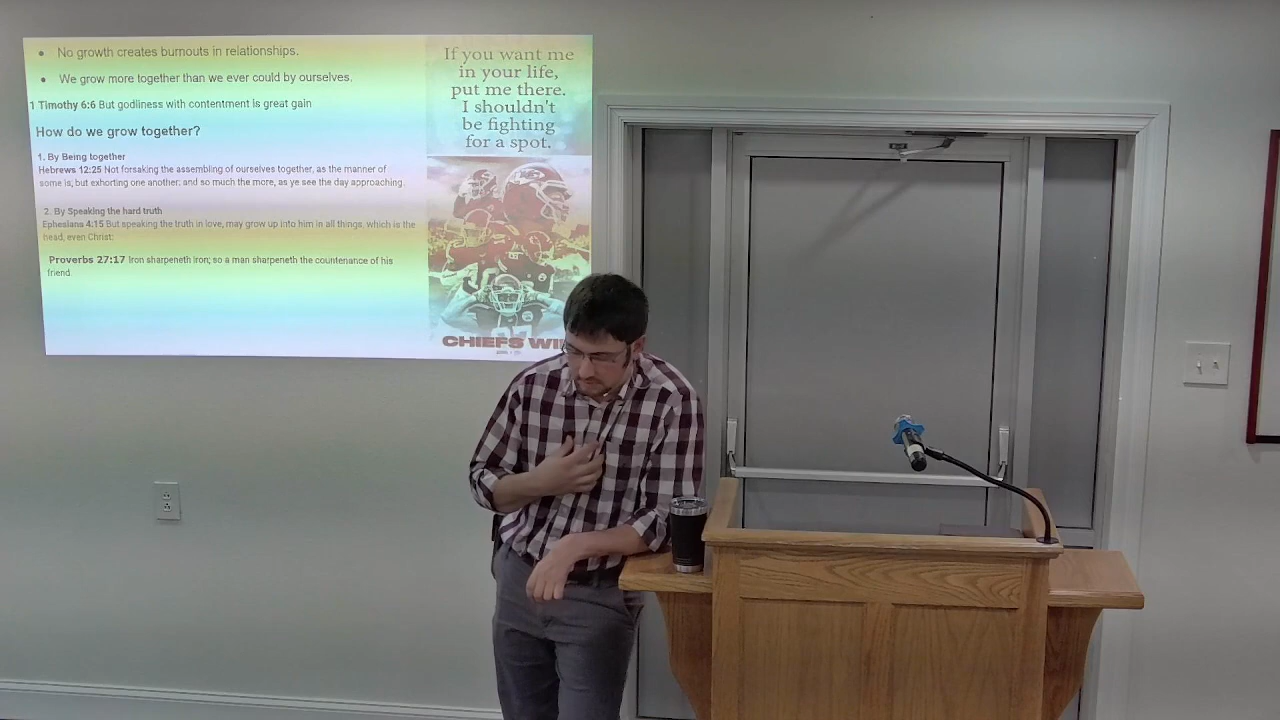 No growth creates burnouts in relationships.
We grow more together than we ever could by ourselves.
1 Timothy 6:6 But godliness with contentment is great gain
How do we grow together?
1. By Being together
Hebrews 12:25 Not forsaking the assembling of ourselves together, as the manner of
some is; but exhorting one another: and so much the more, as ye see the day approaching.
2. By Speaking the hard truth
Ephesians 4:15 But speaking the truth in love, may grow up into him in all things, which is the
head, even Christ:
Proverbs 27:17 Iron sharpeneth iron; so a man sharpeneth the countenance of his
friend
If you want me
in your life,
put me there.
I shouldn't
be fighting
for a spot.
CHIEFS WI